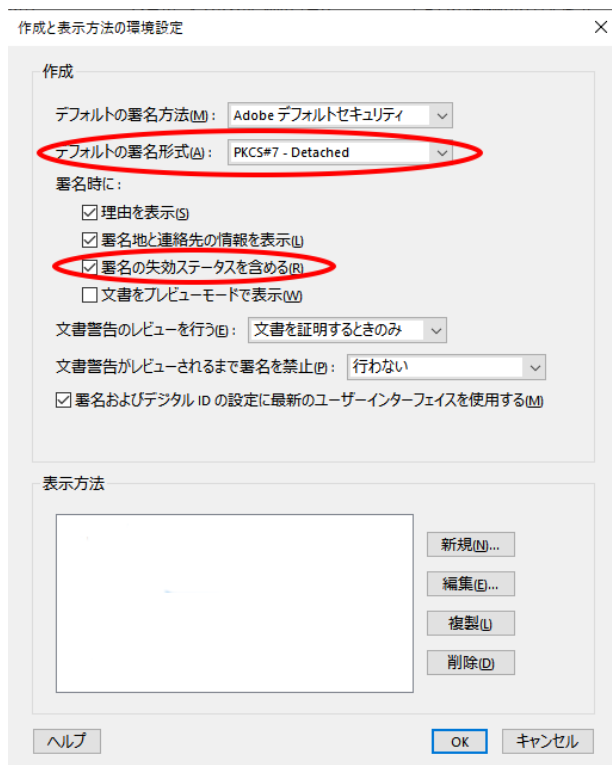 作成と表示方法の環境設定
作成
デフォルトの署名方法(M): Adobe デフォルトセキュリティ
デフォルトの署名形式(A): PKCS#7 - Detached
署名時に:
理由を表示(S)
署名地と連絡先の情報を表示(L)
署名の失効ステータスを含める(R)
文書をプレビューモードで表示(W)
文書警告のレビューを行う(E): 文書を証明するときのみ
文書警告がレビューされるまで署名を禁止(P): 行わない
署名およびデジタル ID の設定に最新のユーザーインターフェイスを使用する(M)
表示方法
新規(N)...
編集(E)...
複製(L)
削除(D)
ヘルプ OK キャンセル